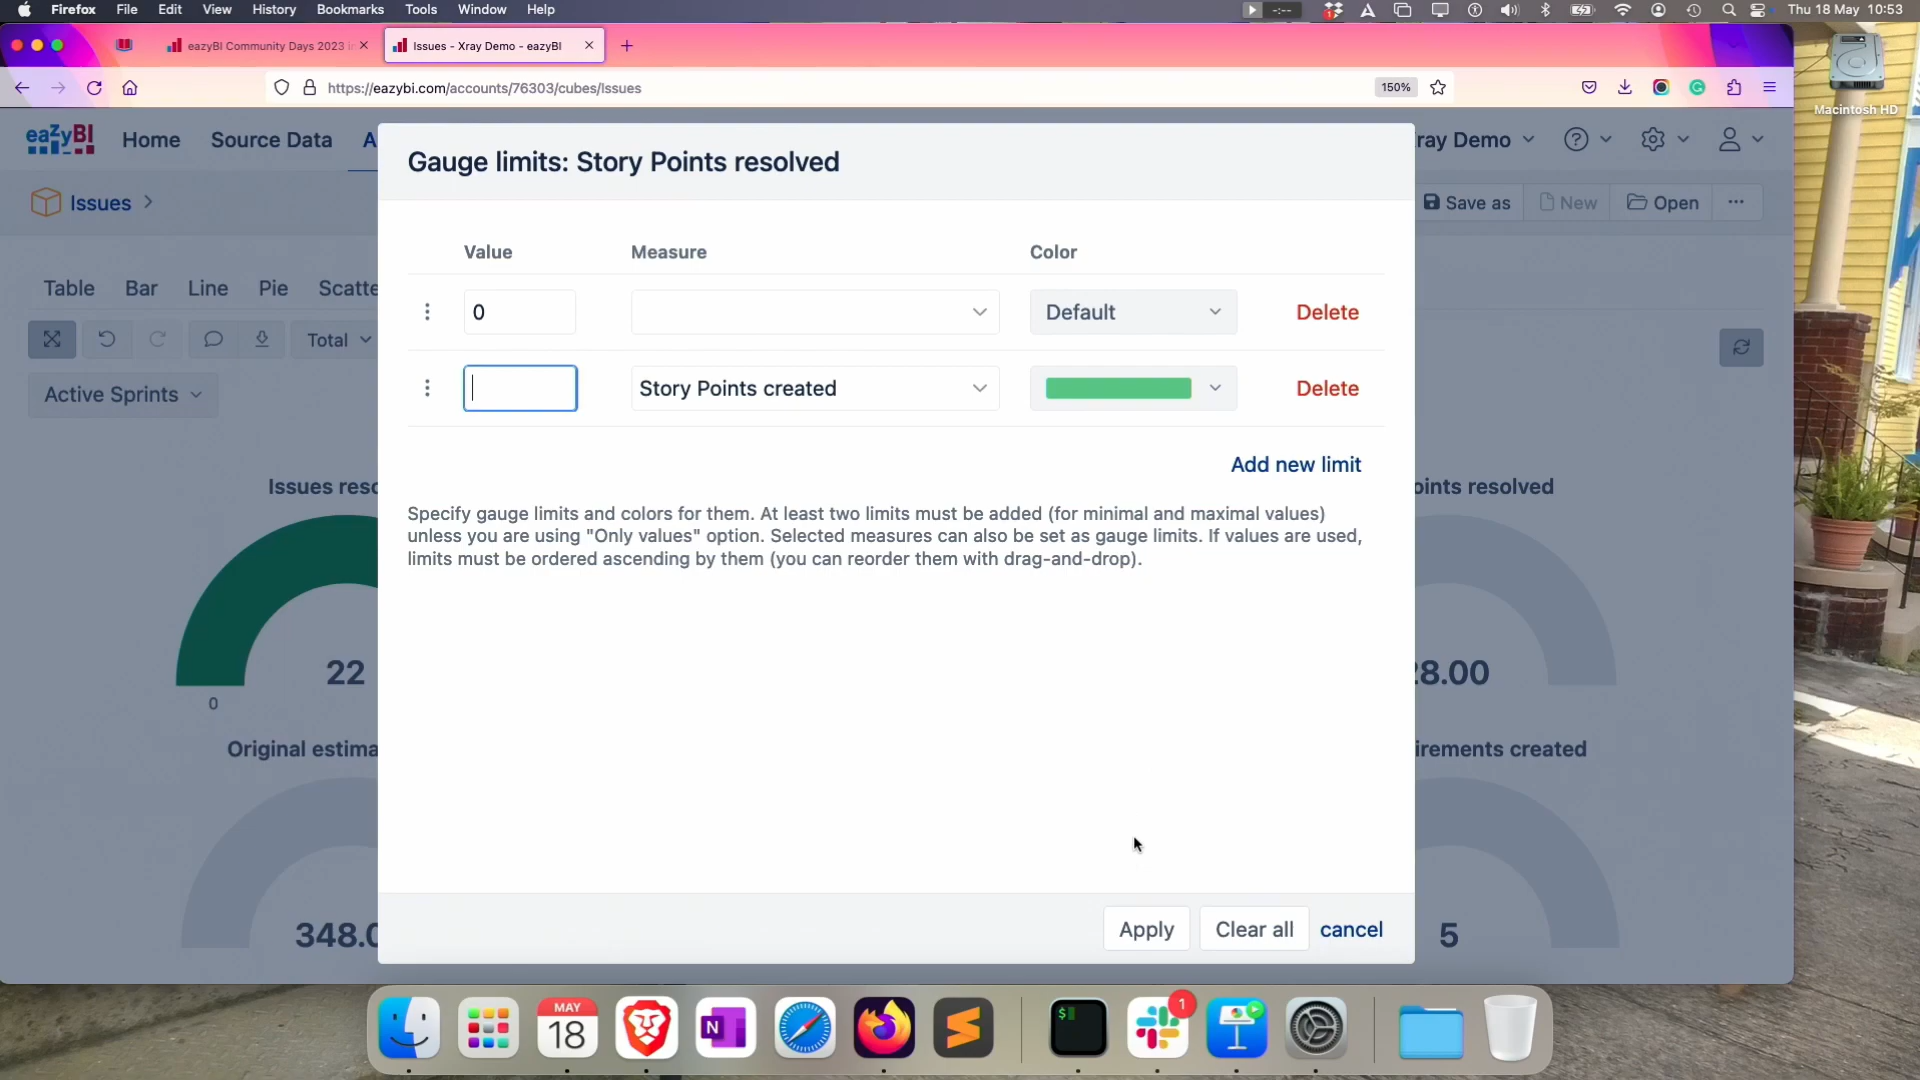 Firefox File Edit View History Bookmarks Tools Window Help 1 -:-- Thu 18 May 10:53
Macintosh HD
eazyBI Community Days 2023 Issues - Xray Demo - eazyBI
https://eazybi.com/accounts/76303/cubes/Issues 150%
eazyBI Home Source Data A ray Demo
Issues Save as New Open
Gauge limits: Story Points resolved
Value Measure Color
Table Bar Line Pie Scatte
0 Default Delete
Total
Story Points created Delete
Active Sprints
Add new limit
Issues reso oints resolved
Specify gauge limits and colors for them. At least two limits must be added (for minimal and maximal values)
unless you are using "Only values" option. Selected measures can also be set as gauge limits. If values are used,
limits must be ordered ascending by them (you can reorder them with drag-and-drop).
22 28.00
0
Original estima irements created
348.0 5
Apply Clear all cancel
MAY
18
N
$
1